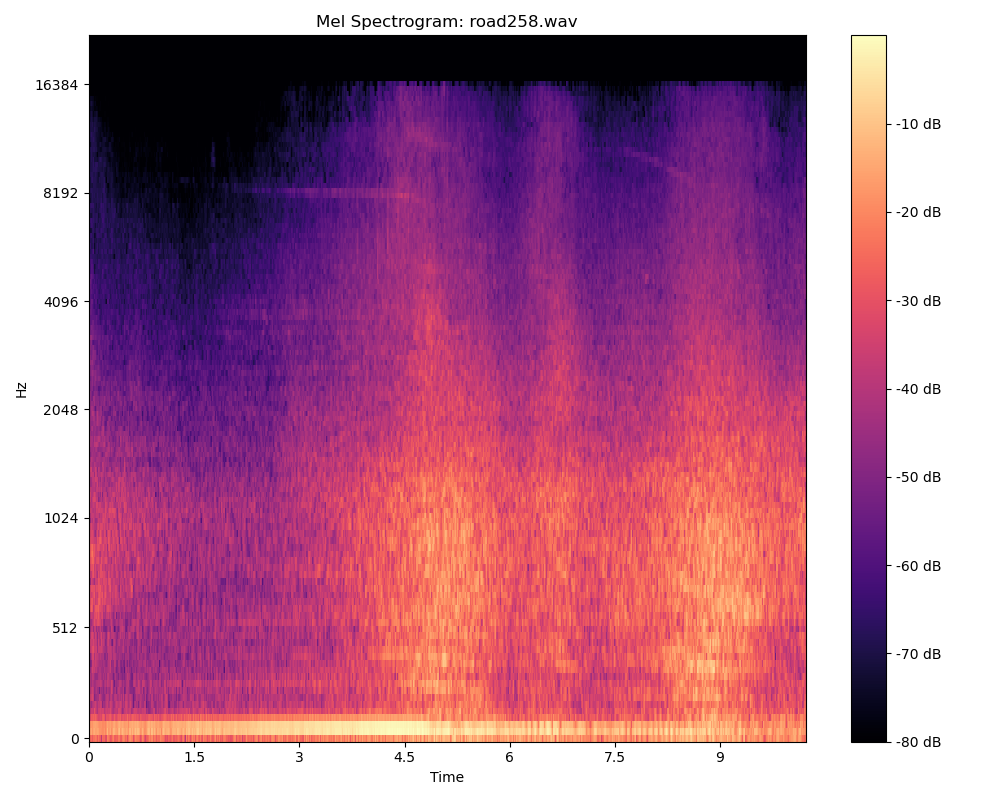 Mel Spectrogram: road258.wav
16384
8192
4096
2048
1024
512
0
Hz
0 1.5 3 4.5 6 7.5 9
Time
-10 dB
-20 dB
-30 dB
-40 dB
-50 dB
-60 dB
-70 dB
-80 dB